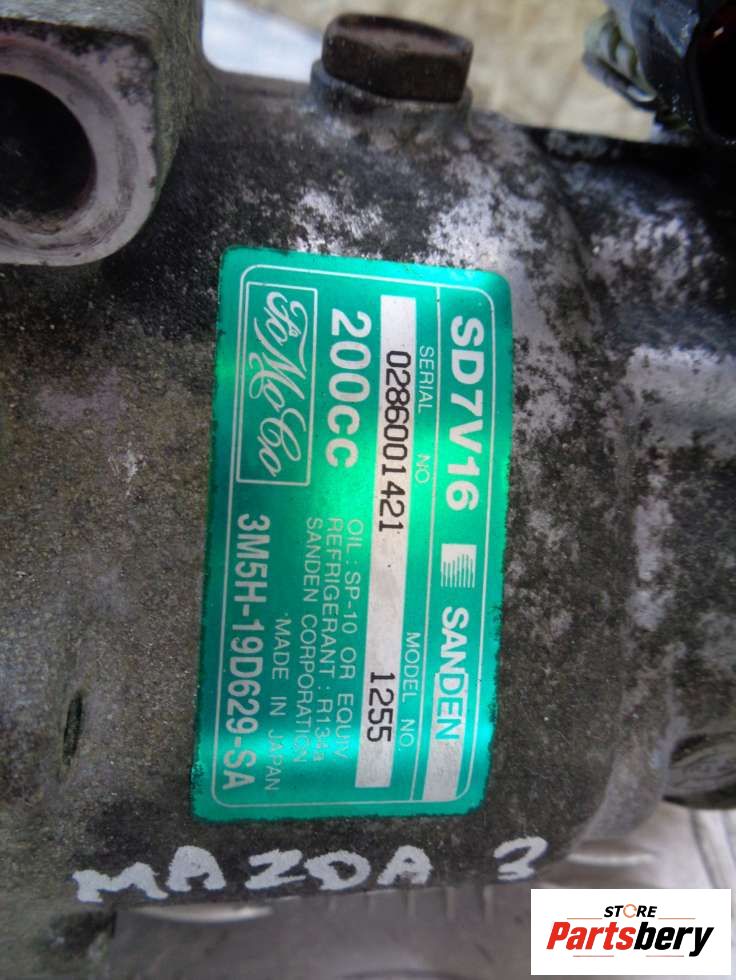 SD7V16 SANDEN
SERIAL NO MODEL NO.
0286001421 1255
200CC
OIL: SP-10 OR EQUIV
REFRIGERANT: R134a
SANDEN CORPORATION
MADE IN JAPAN
FoMoCo
3M5H-19D629-SA
MAZDA 3
STORE
Partsbery